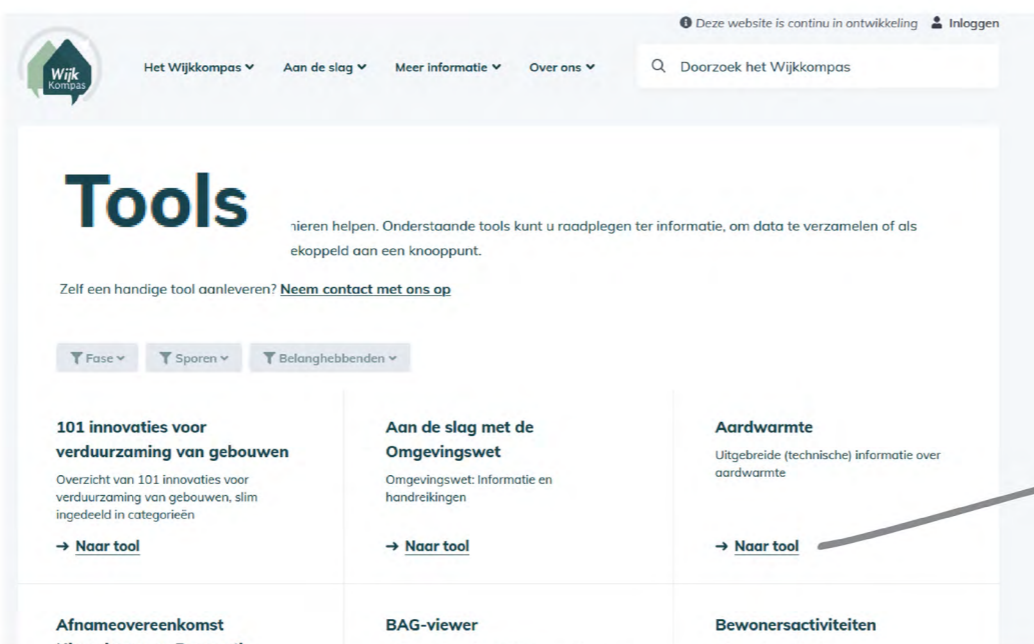 Deze website is continu in ontwikkeling Inloggen
Wijk
Kompas
Het Wijkkompas Aan de slag Meer informatie Over ons Doorzoek het Wijkkompas
Tools
nieren helpen. Onderstaande tools kunt u raadplegen ter informatie, om data te verzamelen of als
ekoppeld aan een knooppunt.
Zelf een handige tool aanleveren? Neem contact met ons op
Fase Sporen Belanghebbenden
101 innovaties voor
verduurzaming van gebouwen
Overzicht van 101 innovaties voor
verduurzaming van gebouwen, slim
ingedeeld in categorieën
→ Naar tool
Aan de slag met de
Omgevingswet
Omgevingswet: Informatie en
handreikingen
→ Naar tool
Aardwarmte
Uitgebreide (technische) informatie over
aardwarmte
→ Naar tool
Afnameovereenkomst
BAG-viewer
Bewonersactiviteiten